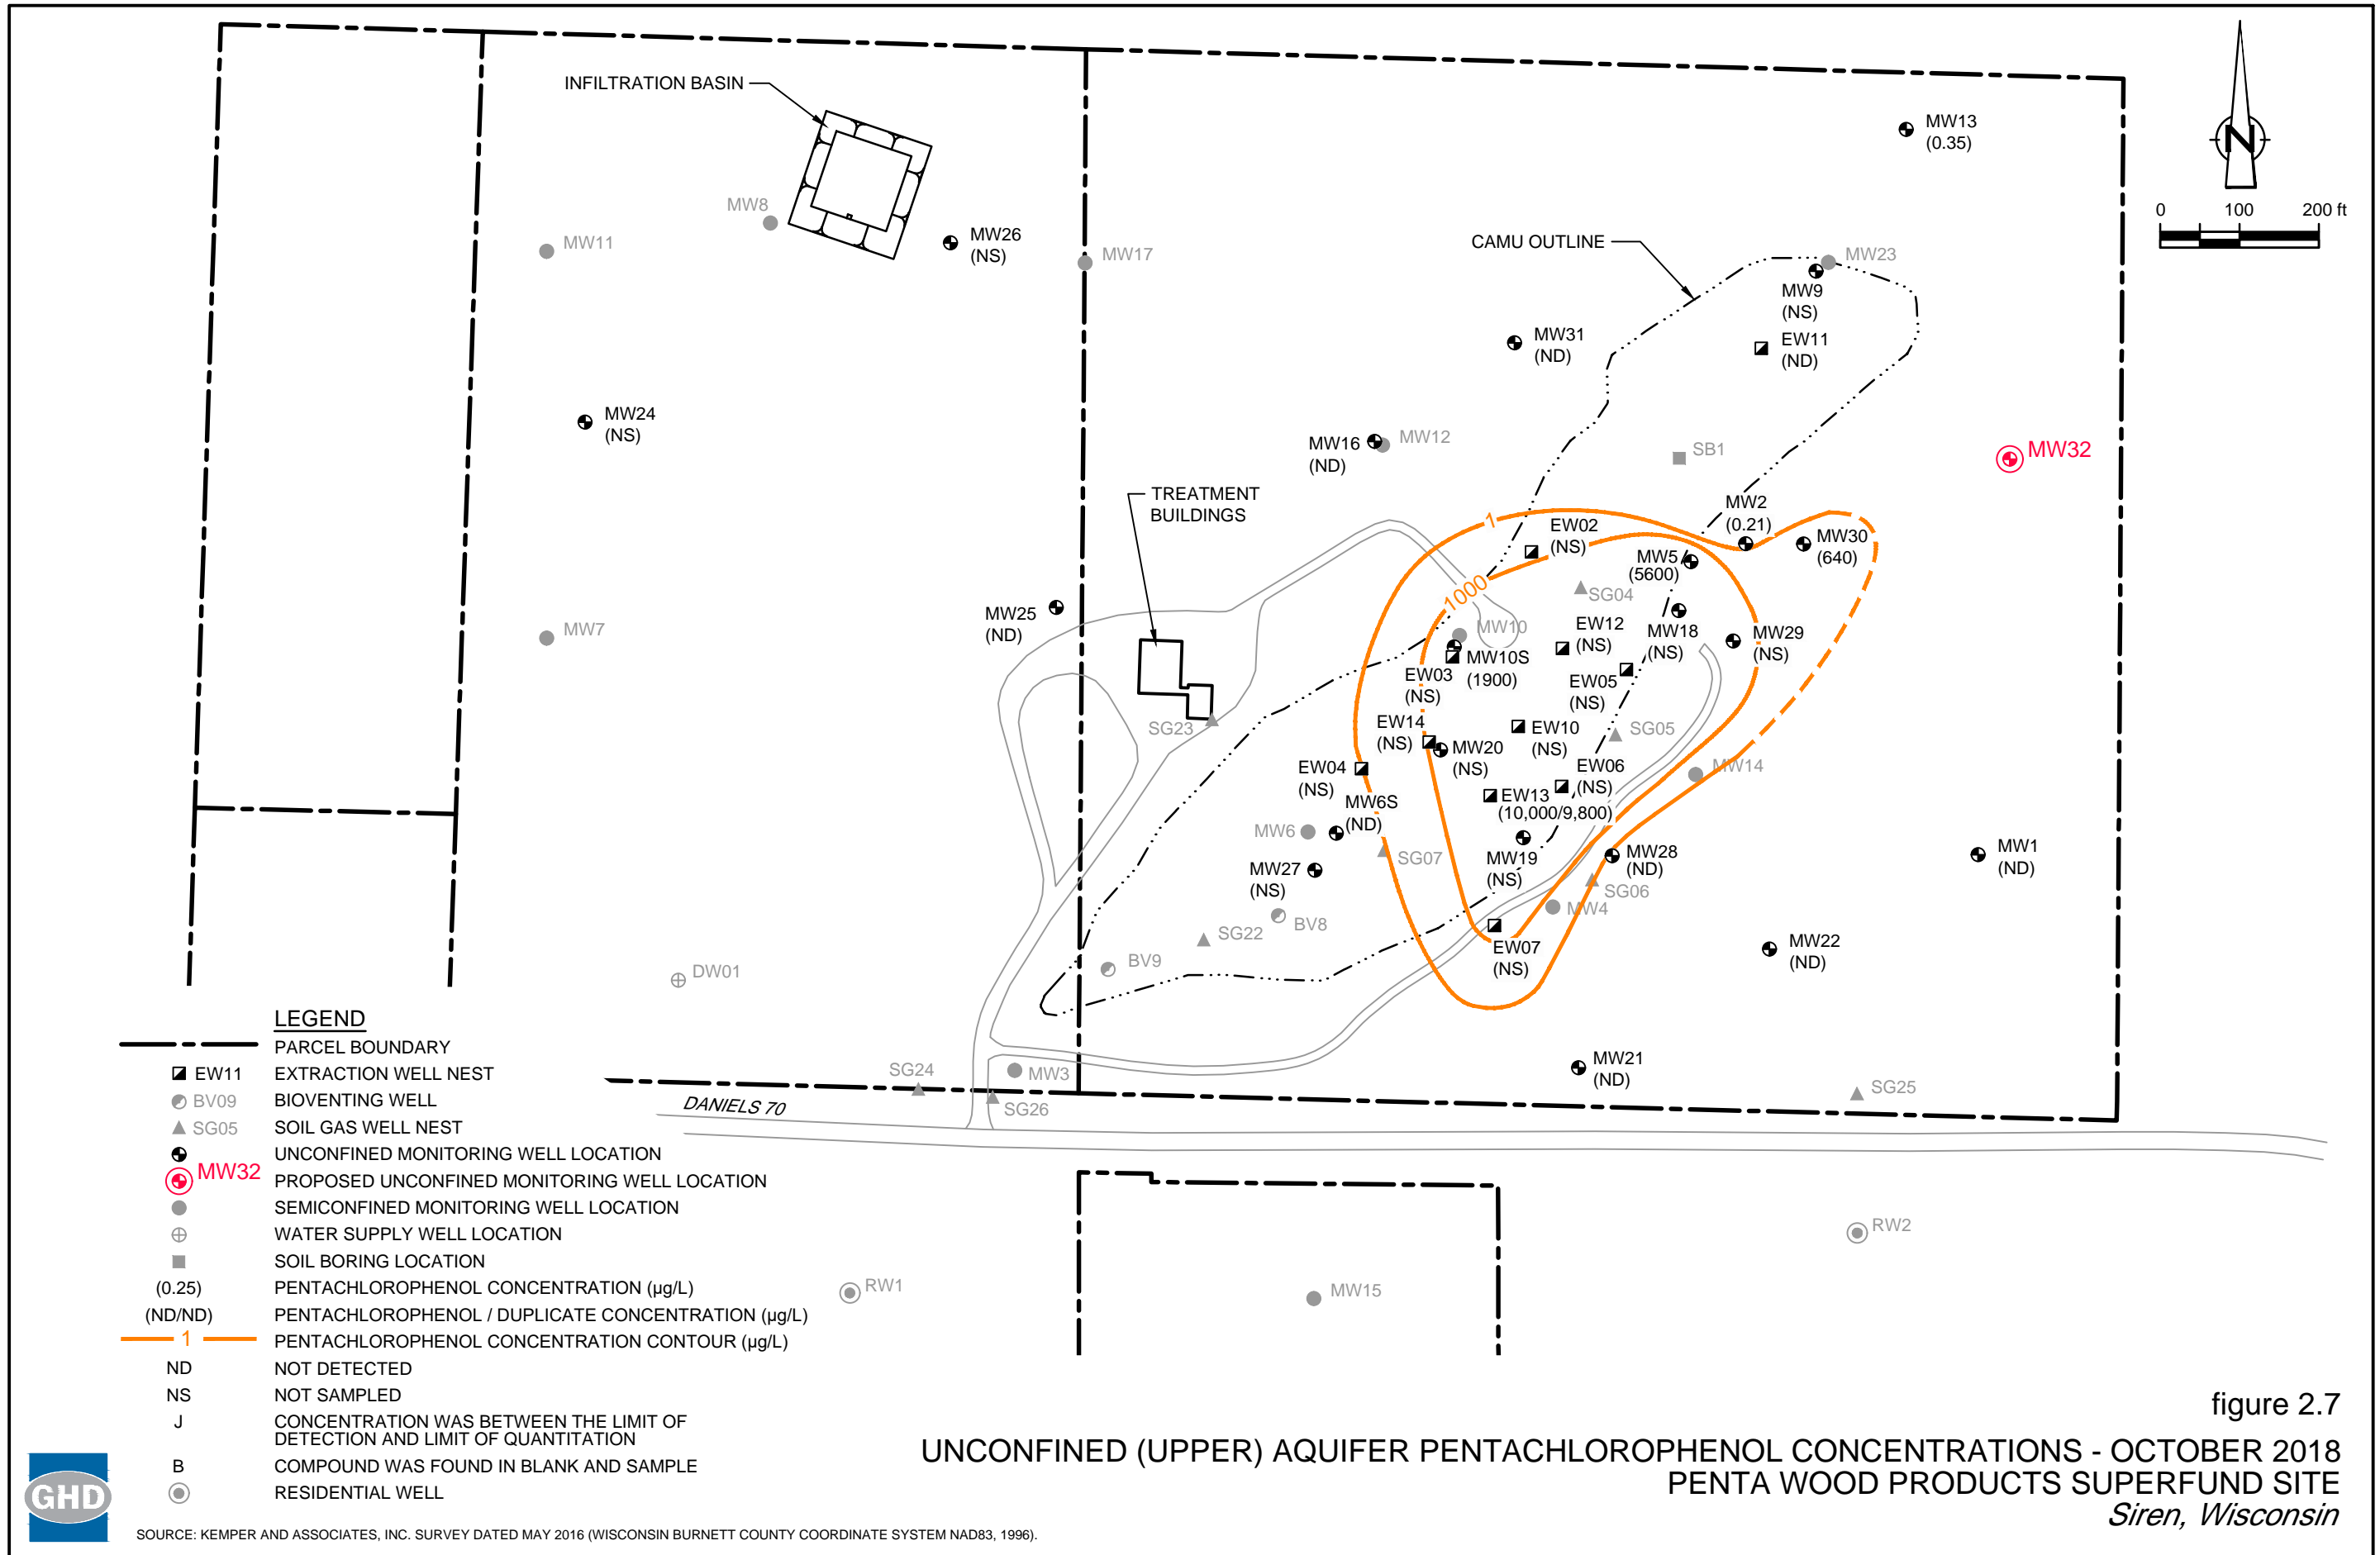 INFILTRATION BASIN
MW13
(0.35)
N
0 100 200 ft
MW8
MW11
MW26
(NS)
MW17
CAMU OUTLINE
MW23
MW9
(NS)
MW31
(ND)
EW11
(ND)
MW24
(NS)
MW16
(ND)
MW12
SB1
MW32
TREATMENT
BUILDINGS
MW2
(0.21)
1
EW02
(NS)
MW30
(640)
MW5
(5600)
1000
SG04
MW25
(ND)
MW7
MW10
EW12
(NS)
MW18
(NS)
MW29
(NS)
MW10S
(1900)
EW03
(NS)
EW05
(NS)
SG23
EW14
(NS)
EW10
(NS)
SG05
MW20
(NS)
EW04
(NS)
EW06
(NS)
MW14
EW13
(10,000/9,800)
MW6S
(ND)
MW6
SG07
MW19
(NS)
MW28
(ND)
MW1
(ND)
MW27
(NS)
SG06
MW4
BV8
SG22
EW07
(NS)
MW22
(ND)
BV9
DW01
MW21
(ND)
SG24
MW3
SG26
SG25
DANIELS 70
RW2
RW1
MW15
LEGEND
PARCEL BOUNDARY
EW11 EXTRACTION WELL NEST
BV09 BIOVENTING WELL
SG05 SOIL GAS WELL NEST
UNCONFINED MONITORING WELL LOCATION
MW32 PROPOSED UNCONFINED MONITORING WELL LOCATION
SEMICONFINED MONITORING WELL LOCATION
WATER SUPPLY WELL LOCATION
SOIL BORING LOCATION
(0.25) PENTACHLOROPHENOL CONCENTRATION (µg/L)
(ND/ND) PENTACHLOROPHENOL / DUPLICATE CONCENTRATION (µg/L)
1 PENTACHLOROPHENOL CONCENTRATION CONTOUR (µg/L)
ND NOT DETECTED
NS NOT SAMPLED
J CONCENTRATION WAS BETWEEN THE LIMIT OF
DETECTION AND LIMIT OF QUANTITATION
B COMPOUND WAS FOUND IN BLANK AND SAMPLE
RESIDENTIAL WELL
GHD
SOURCE: KEMPER AND ASSOCIATES, INC. SURVEY DATED MAY 2016 (WISCONSIN BURNETT COUNTY COORDINATE SYSTEM NAD83, 1996).
figure 2.7
UNCONFINED (UPPER) AQUIFER PENTACHLOROPHENOL CONCENTRATIONS - OCTOBER 2018
PENTA WOOD PRODUCTS SUPERFUND SITE
Siren, Wisconsin